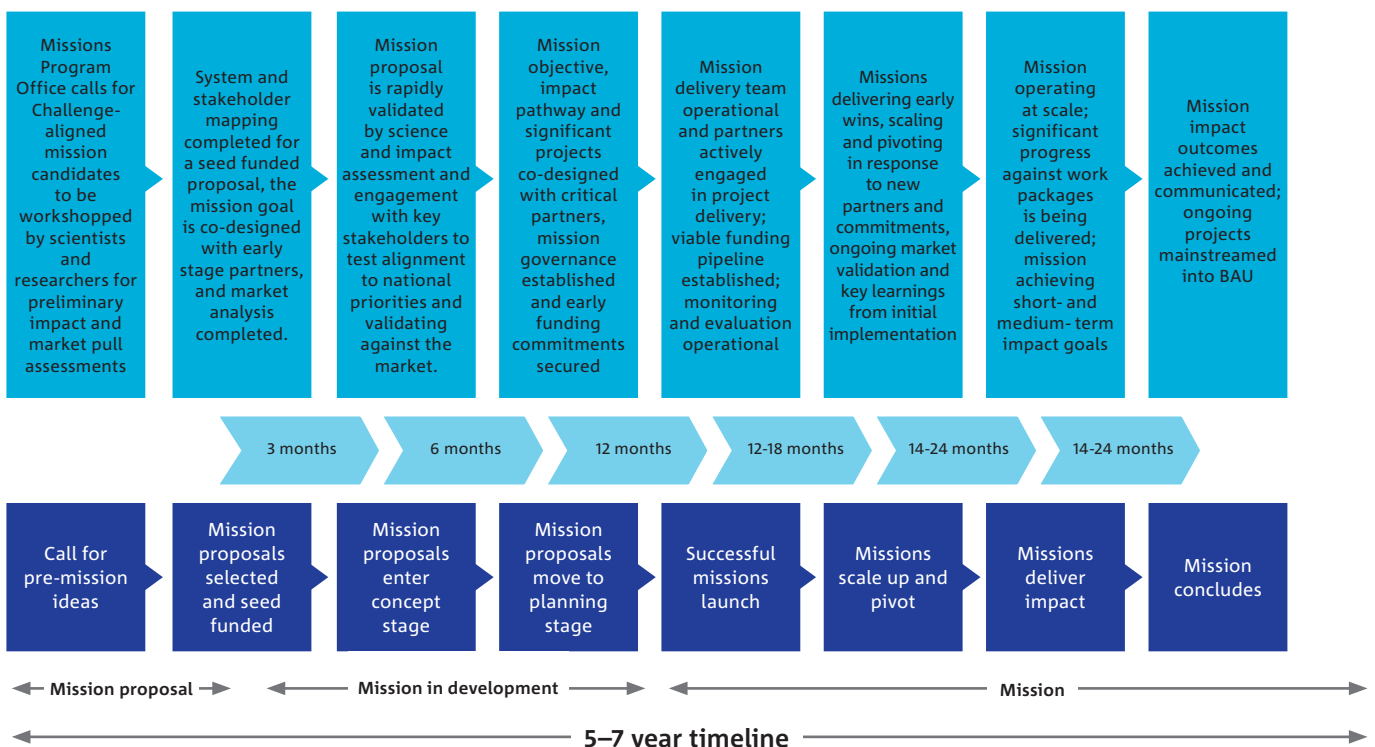 Missions
Program
Office calls for
Challenge-
aligned
mission
candidates
to be
workshopped
by scientists
and
researchers for
preliminary
impact and
market pull
assessments
System and
stakeholder
mapping
completed for
a seed funded
proposal, the
mission goal
is co-designed
with early
stage partners,
and market
analysis
completed.
Mission
proposal
is rapidly
validated
by science
and impact
assessment and
engagement
with key
stakeholders to
test alignment
to national
priorities and
validating
against the
market.
Mission
objective,
impact
pathway and
significant
projects
co-designed
with critical
partners,
mission
governance
established
and early
funding
commitments
secured
Mission
delivery team
operational
and partners
actively
engaged
in project
delivery;
viable funding
pipeline
established;
monitoring
and evaluation
operational
Missions
delivering early
wins, scaling
and pivoting
in response
to new
partners and
commitments,
ongoing market
validation and
key learnings
from initial
implementation
Mission
operating
at scale;
significant
progress
against work
packages
is being
delivered;
mission
achieving
short- and
medium- term
impact goals
Mission
impact
outcomes
achieved and
communicated;
ongoing
projects
mainstreamed
into BAU
3 months
6 months
12 months
12-18 months
14-24 months
14-24 months
Call for
pre-mission
ideas
Mission
proposals
selected
and seed
funded
Mission
proposals
enter
concept
stage
Mission
proposals
move to
planning
stage
Successful
missions
launch
Missions
scale up and
pivot
Missions
deliver
impact
Mission
concludes
Mission proposal
Mission in development
Mission
5–7 year timeline